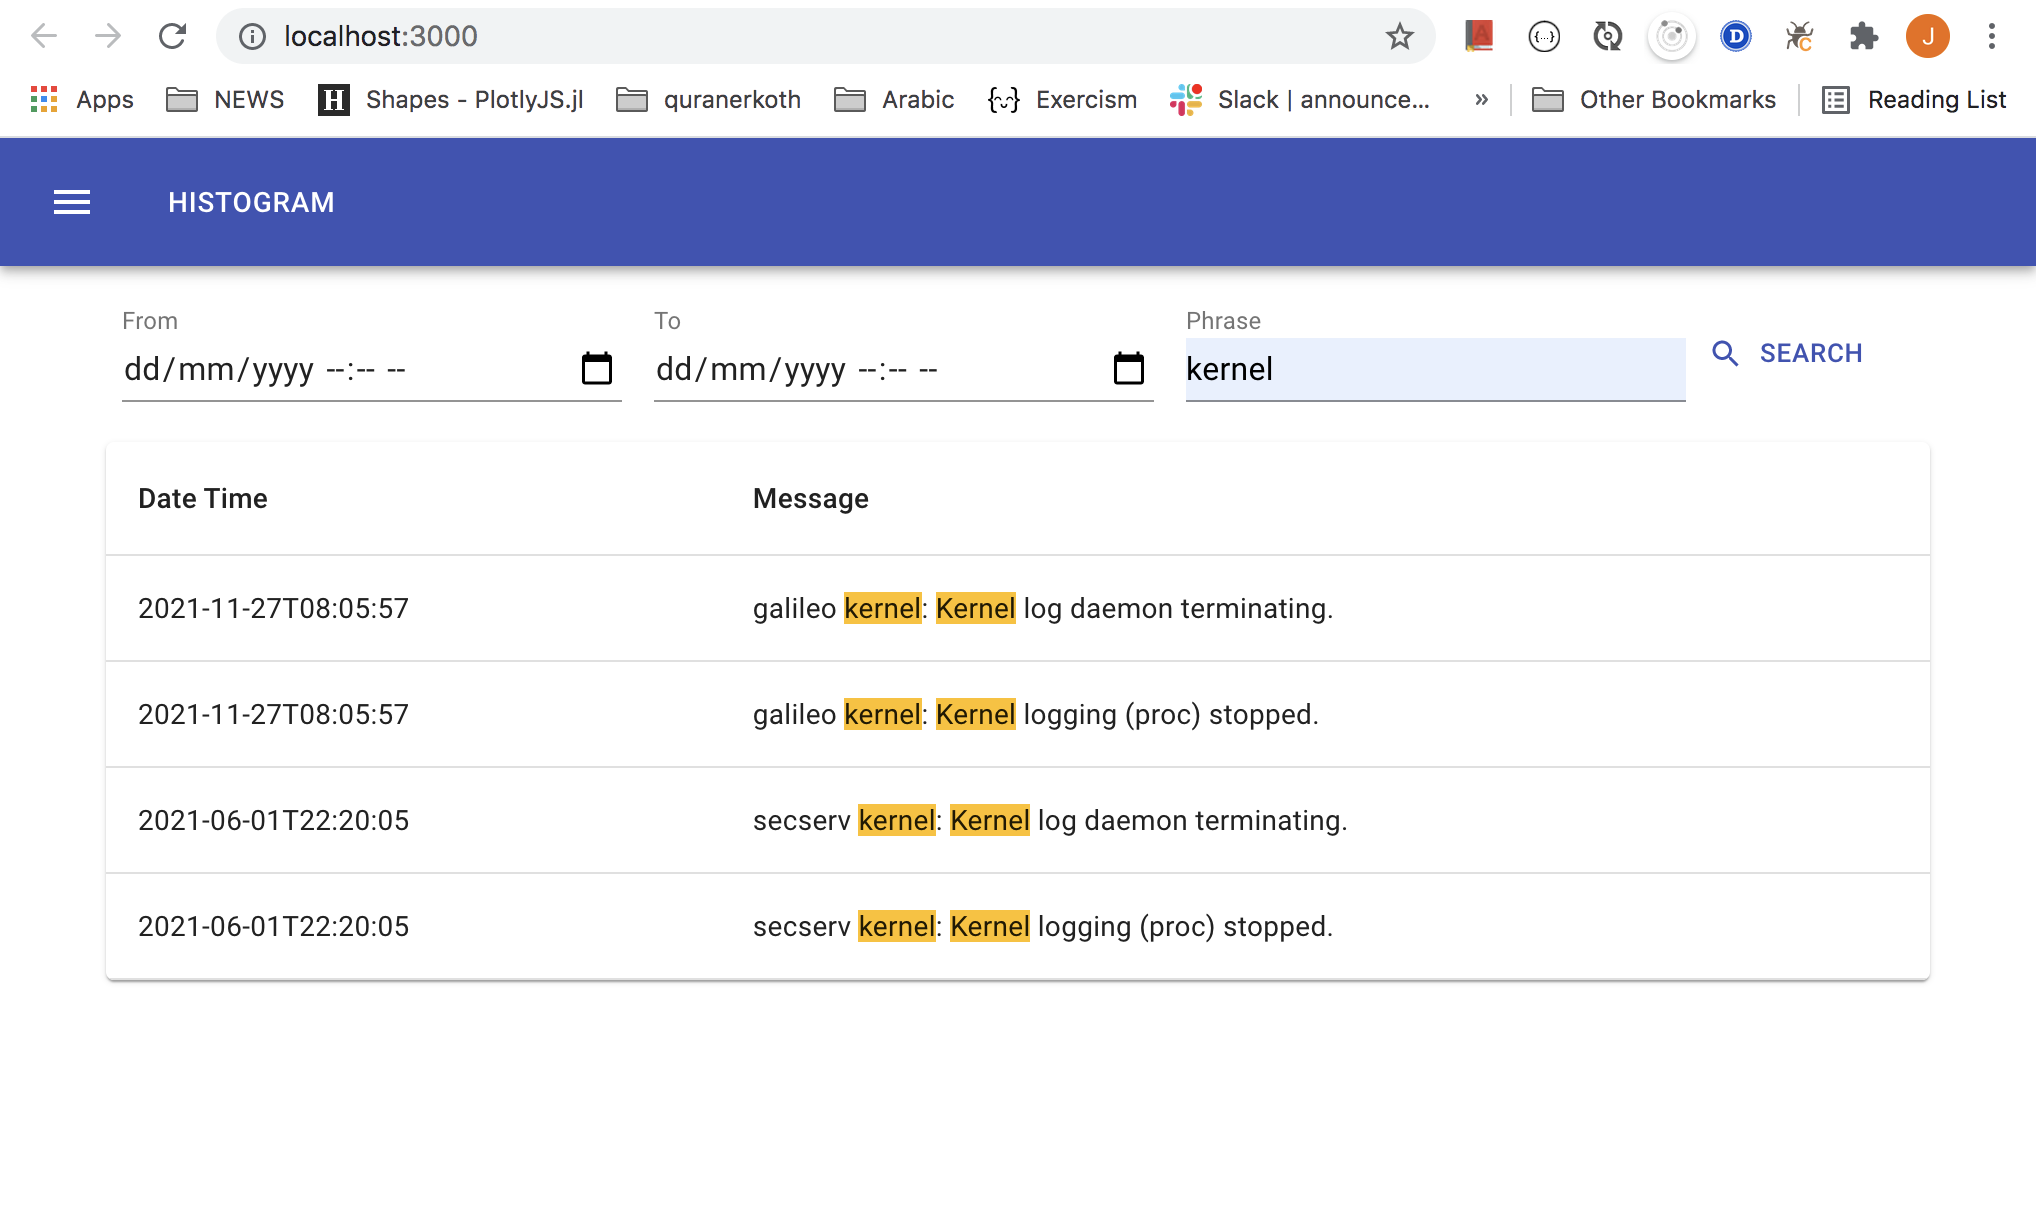 localhost:3000
Apps NEWS H Shapes - PlotlyJS.jl quranerkoth Arabic Exercism Slack | announce... » Other Bookmarks Reading List
HISTOGRAM
From To Phrase
dd/mm/yyyy --:-- -- dd/mm/yyyy --:-- -- kernel SEARCH
Date Time Message
2021-11-27T08:05:57 galileo kernel: Kernel log daemon terminating.
2021-11-27T08:05:57 galileo kernel: Kernel logging (proc) stopped.
2021-06-01T22:20:05 secserv kernel: Kernel log daemon terminating.
2021-06-01T22:20:05 secserv kernel: Kernel logging (proc) stopped.